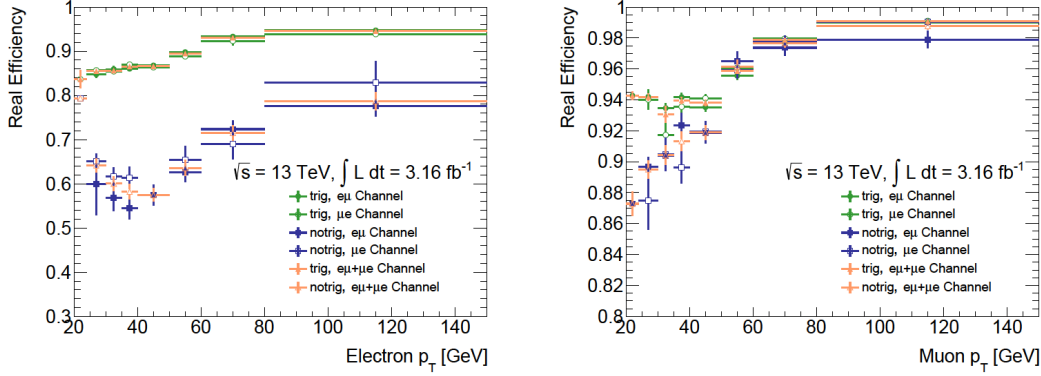 Real Efficiency
1
0.9
0.8
0.7
0.6
0.5
0.4
0.3
√s = 13 TeV, ∫ L dt = 3.16 fb⁻¹
trig, eμ Channel
trig, μe Channel
notrig, eμ Channel
notrig, μe Channel
trig, eμ+μe Channel
notrig, eμ+μe Channel
20 40 60 80 100 120 140
Electron p_T [GeV]
Real Efficiency
1
0.98
0.96
0.94
0.92
0.9
0.88
0.86
0.84
0.82
0.8
√s = 13 TeV, ∫ L dt = 3.16 fb⁻¹
trig, eμ Channel
trig, μe Channel
notrig, eμ Channel
notrig, μe Channel
trig, eμ+μe Channel
notrig, eμ+μe Channel
20 40 60 80 100 120 140
Muon p_T [GeV]